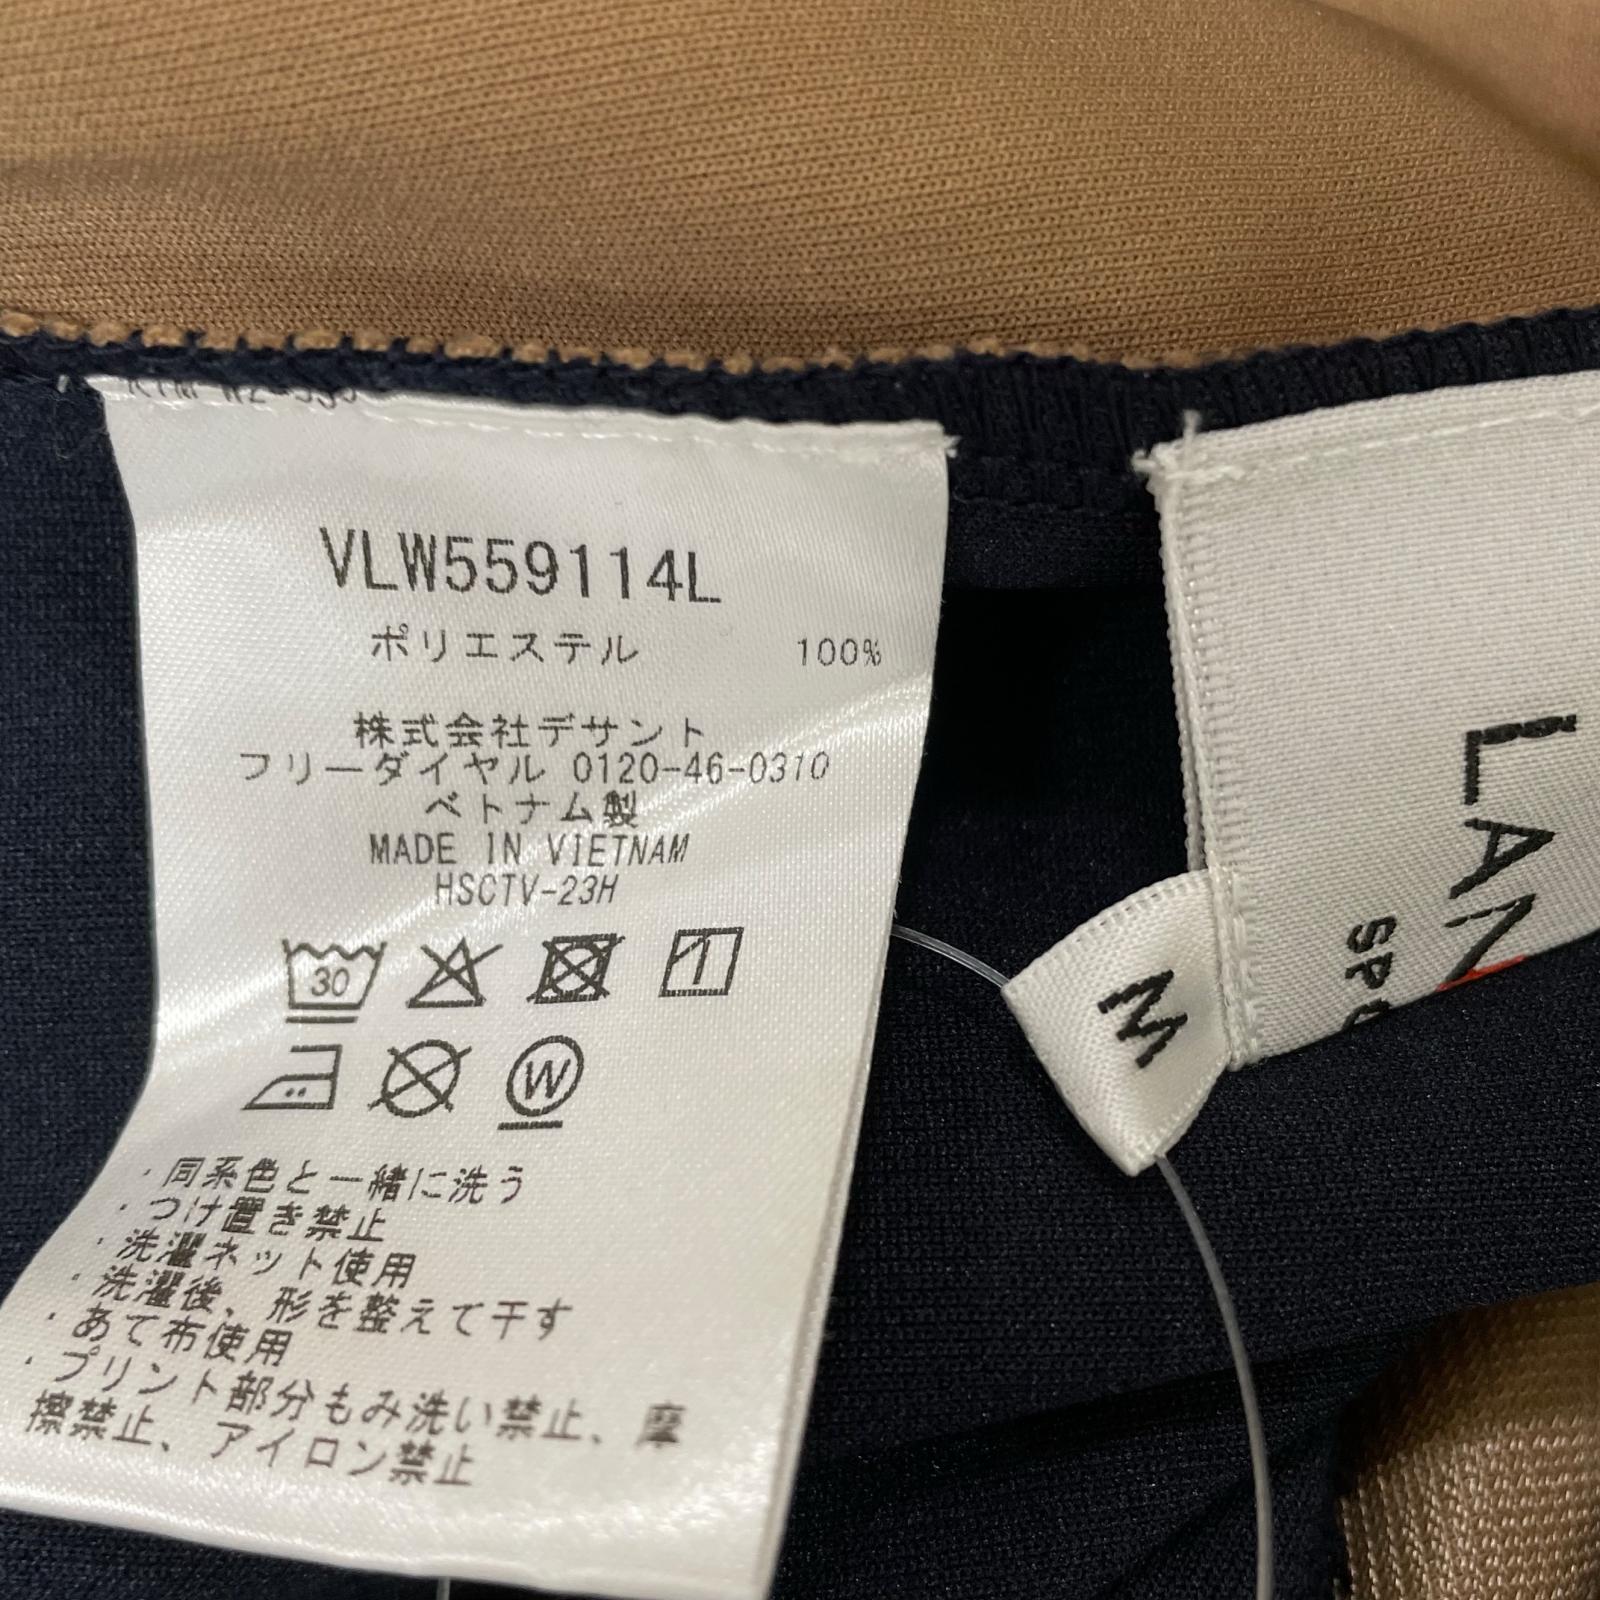 VLW559114L
ポリエステル 100%
株式会社デサント
フリーダイヤル 0120-46-0310
ベトナム製
MADE IN VIETNAM
HSCTV-23H
30
W
・同系色と一緒に洗う
・つけ置き禁止
・洗濯ネット使用
・洗濯後、形を整えて干す
・あて布使用
・プリント部分もみ洗い禁止、摩
擦禁止、アイロン禁止
M
LAN
SPO